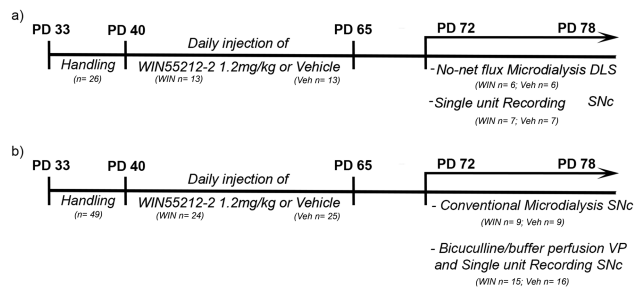 a)
PD 33 PD 40 PD 65 PD 72 PD 78
Daily injection of
Handling WIN55212-2 1.2mg/kg or Vehicle
(n= 26) (WIN n= 13) (Veh n= 13)
-No-net flux Microdialysis DLS
(WIN n= 6; Veh n= 6)
-Single unit Recording SNc
(WIN n= 7; Veh n= 7)
b)
PD 33 PD 40 PD 65 PD 72 PD 78
Daily injection of
Handling WIN55212-2 1.2mg/kg or Vehicle
(n= 49) (WIN n= 24) (Veh n= 25)
- Conventional Microdialysis SNc
(WIN n= 9; Veh n= 9)
- Bicuculline/buffer perfusion VP
and Single unit Recording SNc
(WIN n= 15; Veh n= 16)